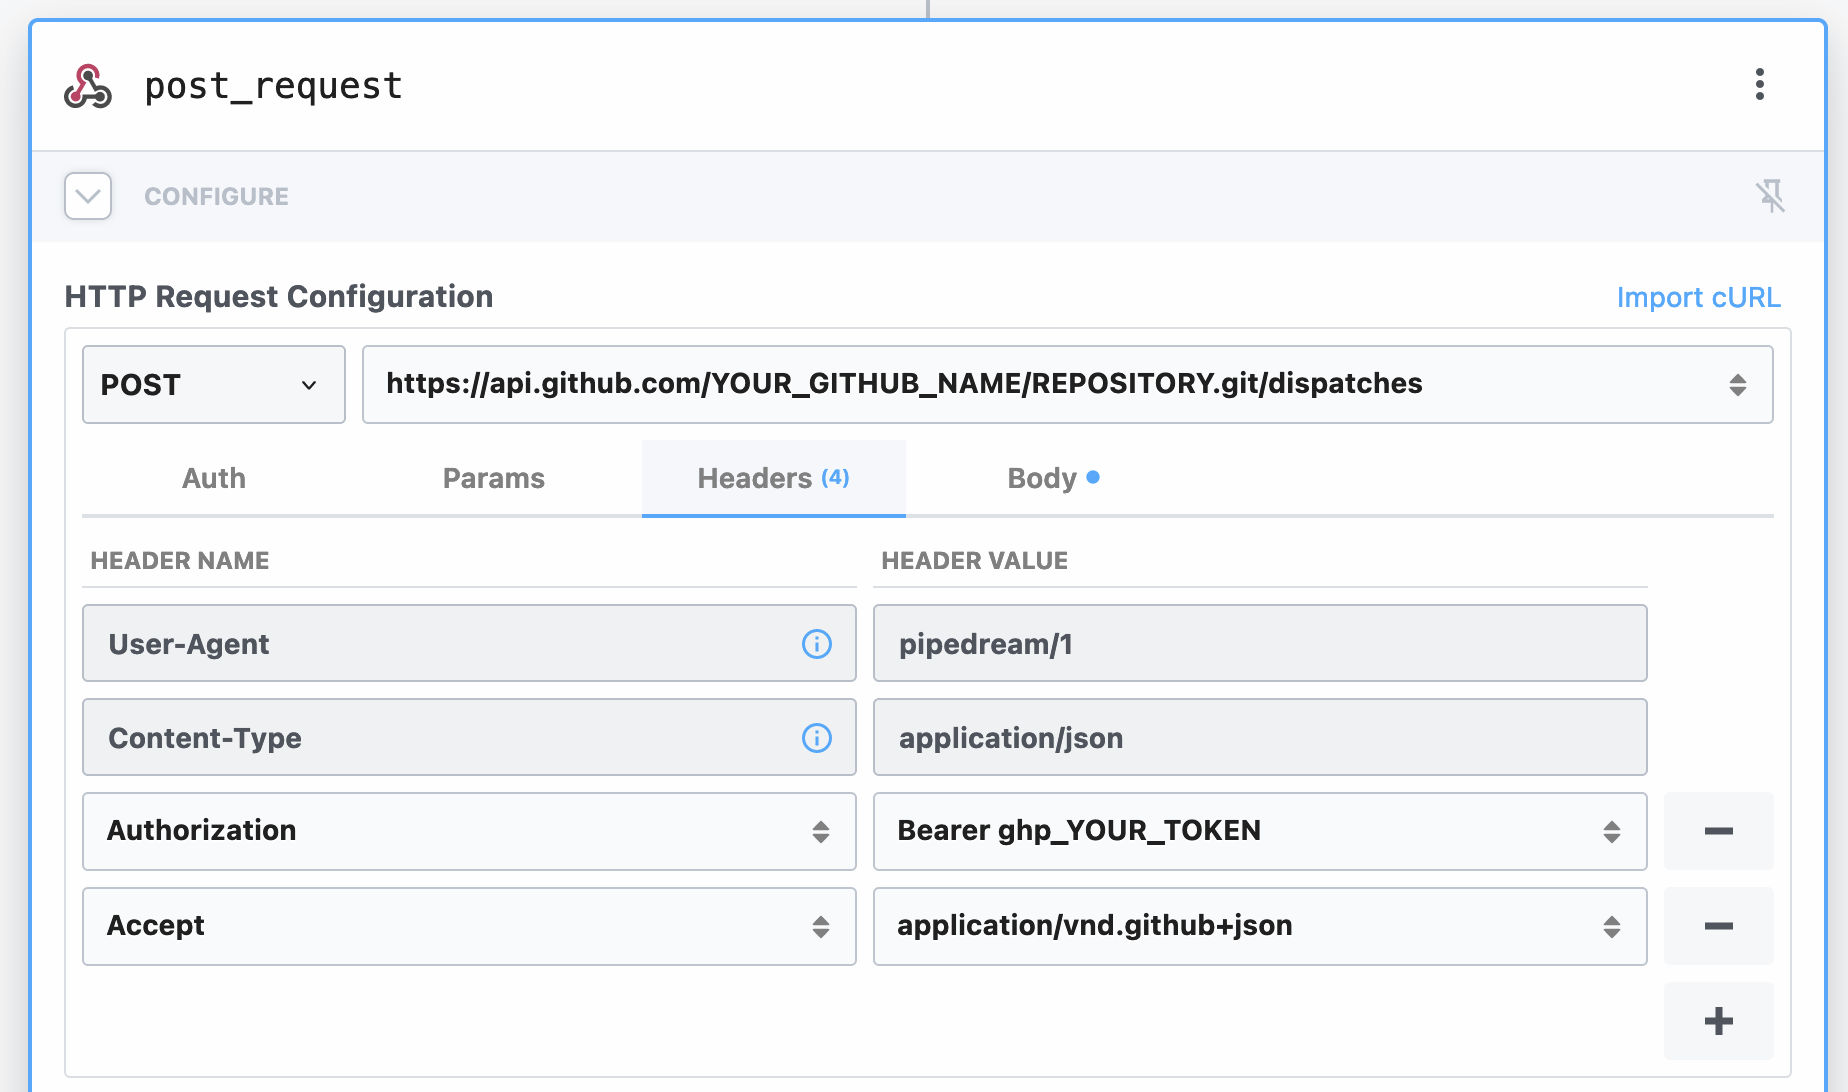 post_request
CONFIGURE
HTTP Request Configuration
Import cURL
POST
https://api.github.com/YOUR_GITHUB_NAME/REPOSITORY.git/dispatches
Auth
Params
Headers (4)
Body
HEADER NAME
HEADER VALUE
User-Agent
pipedream/1
Content-Type
application/json
Authorization
Bearer ghp_YOUR_TOKEN
Accept
application/vnd.github+json